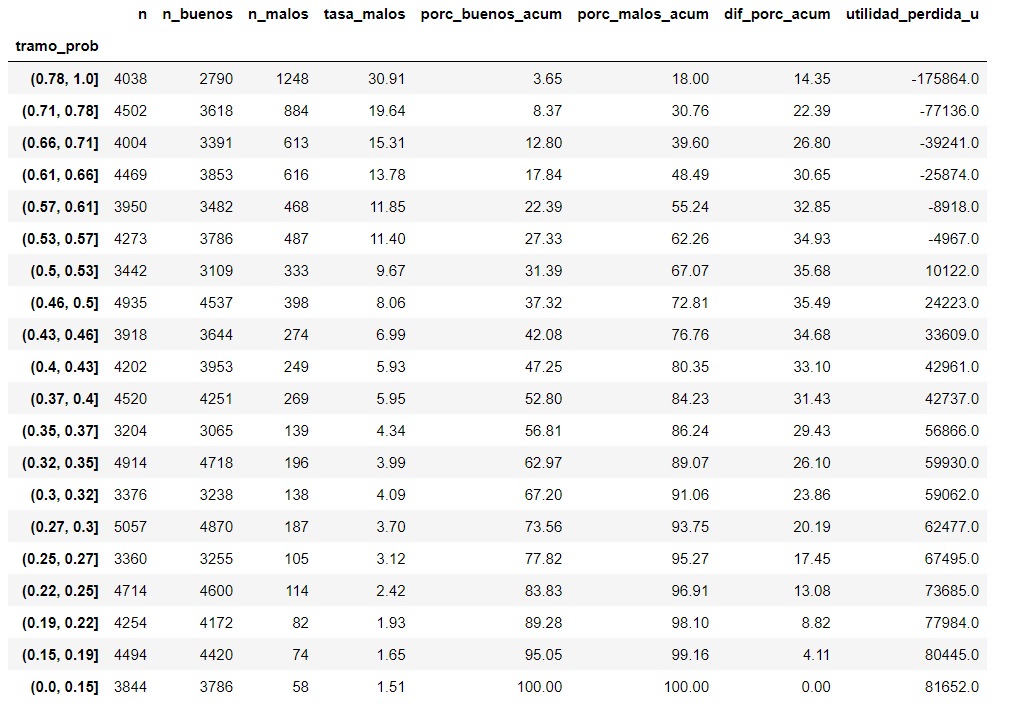 n n_buenos n_malos tasa_malos porc_buenos_acum porc_malos_acum dif_porc_acum utilidad_perdida_u
tramo_prob
(0.78, 1.0] 4038 2790 1248 30.91 3.65 18.00 14.35 -175864.0
(0.71, 0.78] 4502 3618 884 19.64 8.37 30.76 22.39 -77136.0
(0.66, 0.71] 4004 3391 613 15.31 12.80 39.60 26.80 -39241.0
(0.61, 0.66] 4469 3853 616 13.78 17.84 48.49 30.65 -25874.0
(0.57, 0.61] 3950 3482 468 11.85 22.39 55.24 32.85 -8918.0
(0.53, 0.57] 4273 3786 487 11.40 27.33 62.26 34.93 -4967.0
(0.5, 0.53] 3442 3109 333 9.67 31.39 67.07 35.68 10122.0
(0.46, 0.5] 4935 4537 398 8.06 37.32 72.81 35.49 24223.0
(0.43, 0.46] 3918 3644 274 6.99 42.08 76.76 34.68 33609.0
(0.4, 0.43] 4202 3953 249 5.93 47.25 80.35 33.10 42961.0
(0.37, 0.4] 4520 4251 269 5.95 52.80 84.23 31.43 42737.0
(0.35, 0.37] 3204 3065 139 4.34 56.81 86.24 29.43 56866.0
(0.32, 0.35] 4914 4718 196 3.99 62.97 89.07 26.10 59930.0
(0.3, 0.32] 3376 3238 138 4.09 67.20 91.06 23.86 59062.0
(0.27, 0.3] 5057 4870 187 3.70 73.56 93.75 20.19 62477.0
(0.25, 0.27] 3360 3255 105 3.12 77.82 95.27 17.45 67495.0
(0.22, 0.25] 4714 4600 114 2.42 83.83 96.91 13.08 73685.0
(0.19, 0.22] 4254 4172 82 1.93 89.28 98.10 8.82 77984.0
(0.15, 0.19] 4494 4420 74 1.65 95.05 99.16 4.11 80445.0
(0.0, 0.15] 3844 3786 58 1.51 100.00 100.00 0.00 81652.0